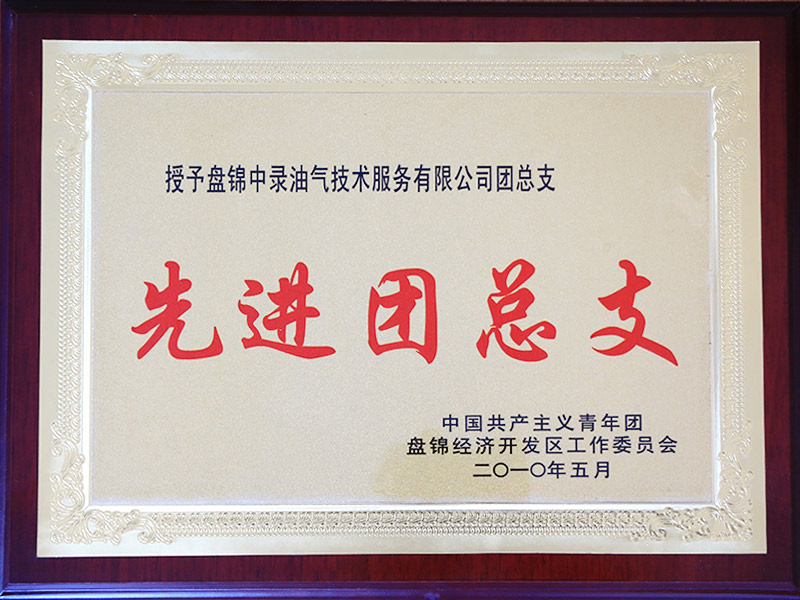 授予盘锦中录油气技术服务有限公司团总支
先进团总支
中国共产主义青年团
盘锦经济开发区工作委员会
二〇一〇年五月